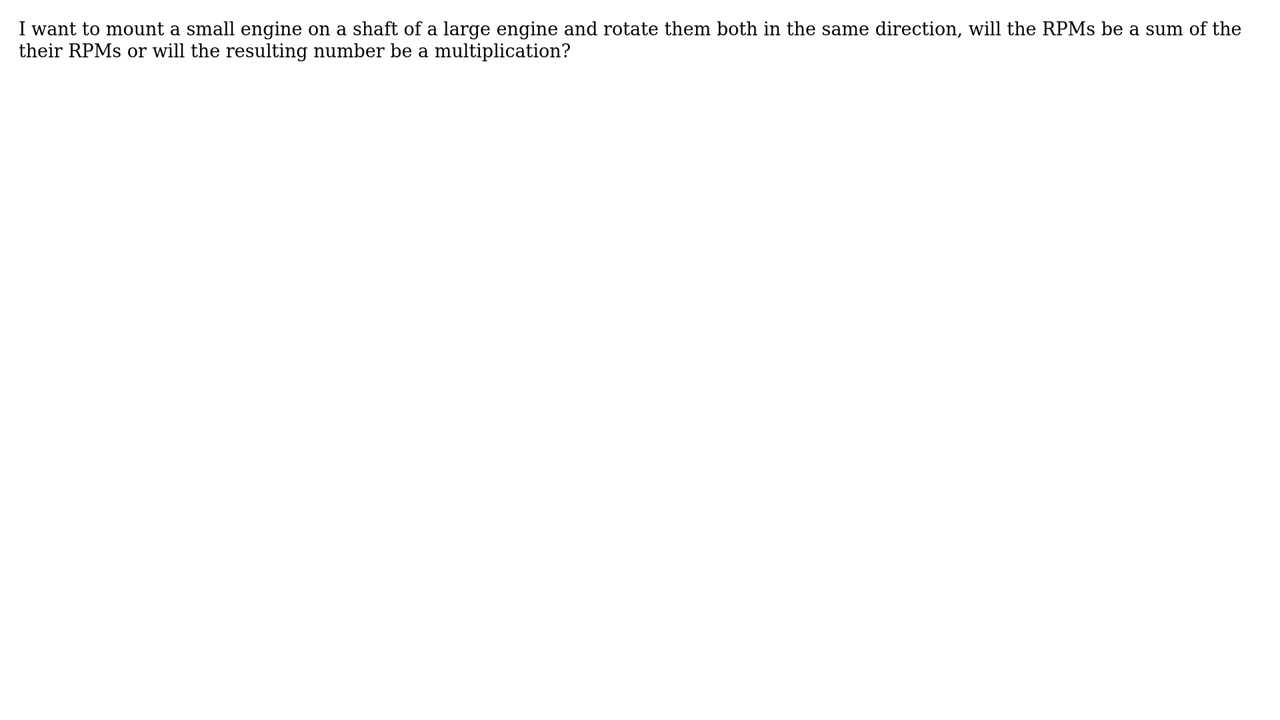 I want to mount a small engine on a shaft of a large engine and rotate them both in the same direction, will the RPMs be a sum of the
their RPMs or will the resulting number be a multiplication?